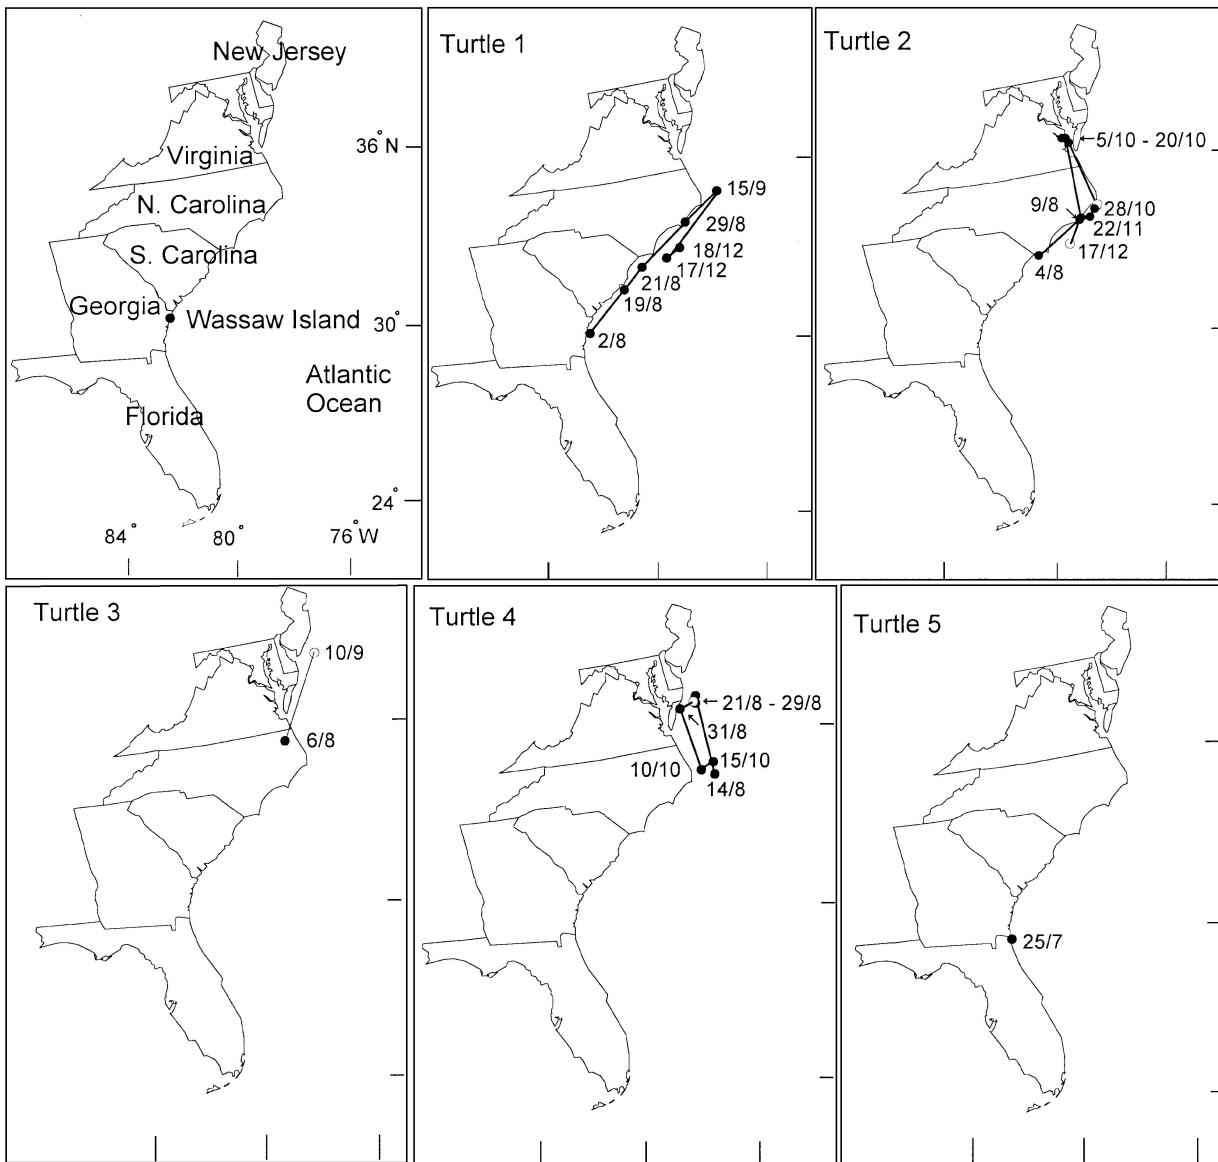 New Jersey
36°N
Virginia
N. Carolina
S. Carolina
Georgia
Wassaw Island
30°
Atlantic
Ocean
Florida
24°
84°
80°
76°W
Turtle 1
15/9
29/8
18/12
17/12
21/8
19/8
2/8
Turtle 2
5/10 - 20/10
9/8
28/10
22/11
17/12
4/8
Turtle 3
10/9
6/8
Turtle 4
21/8 - 29/8
31/8
15/10
10/10
14/8
Turtle 5
25/7